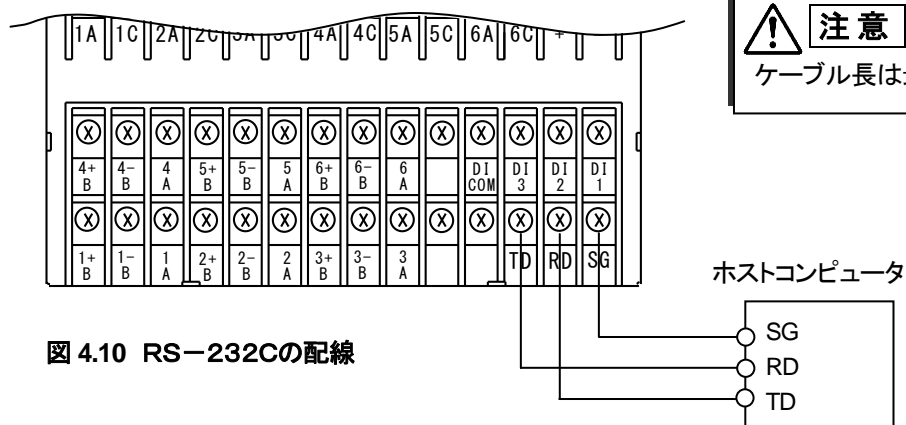 1A 1C 2A 2C 3A 3C 4A 4C 5A 5C 6A 6C +
注 意
ケーブル長は
4+ 4− 4 5+ 5− 5 6+ 6− 6 DI DI DI DI
B B A B B A B B A COM 3 2 1
1+ 1− 1 2+ 2− 2 3+ 3− 3 TD RD SG
B B A B B A B B A
ホストコンピュータ
SG
RD
TD
図 4.10 RS−232Cの配線